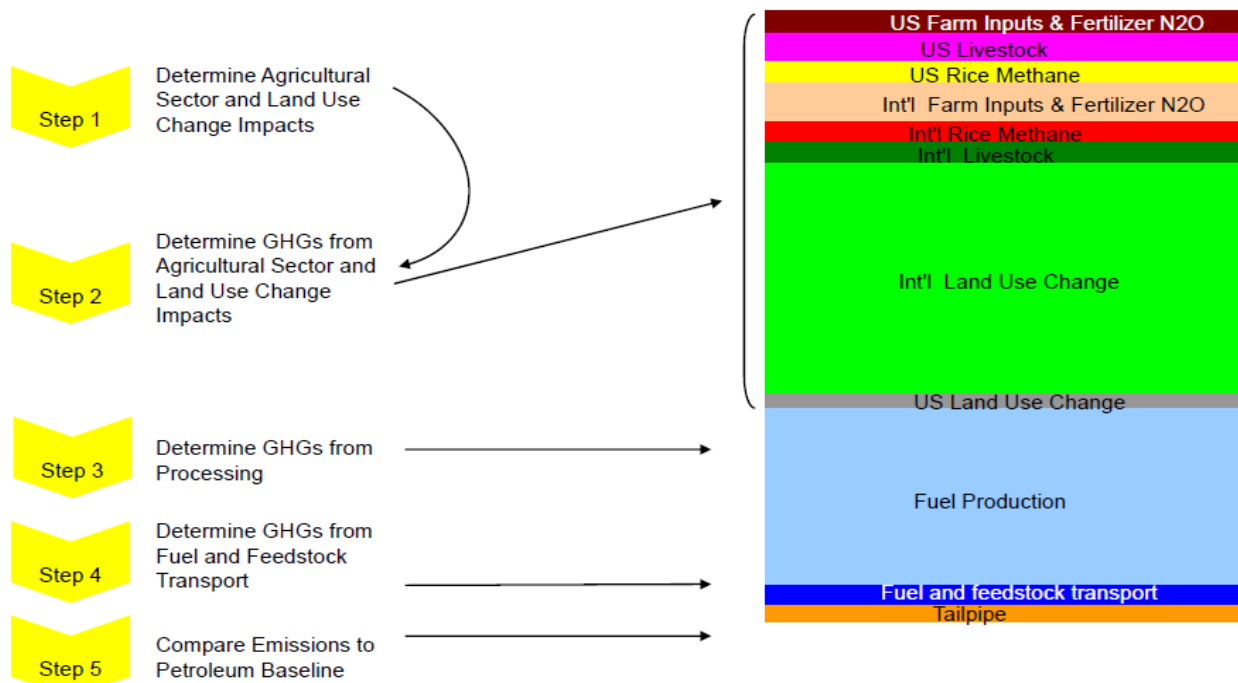 Step 1
Determine Agricultural
Sector and Land Use
Change Impacts
Step 2
Determine GHGs from
Agricultural Sector and
Land Use Change
Impacts
Step 3
Determine GHGs from
Processing
Step 4
Determine GHGs from
Fuel and Feedstock
Transport
Step 5
Compare Emissions to
Petroleum Baseline
US Farm Inputs & Fertilizer N2O
US Livestock
US Rice Methane
Int'l Farm Inputs & Fertilizer N2O
Int'l Rice Methane
Int'l Livestock
Int'l Land Use Change
US Land Use Change
Fuel Production
Fuel and feedstock transport
Tailpipe